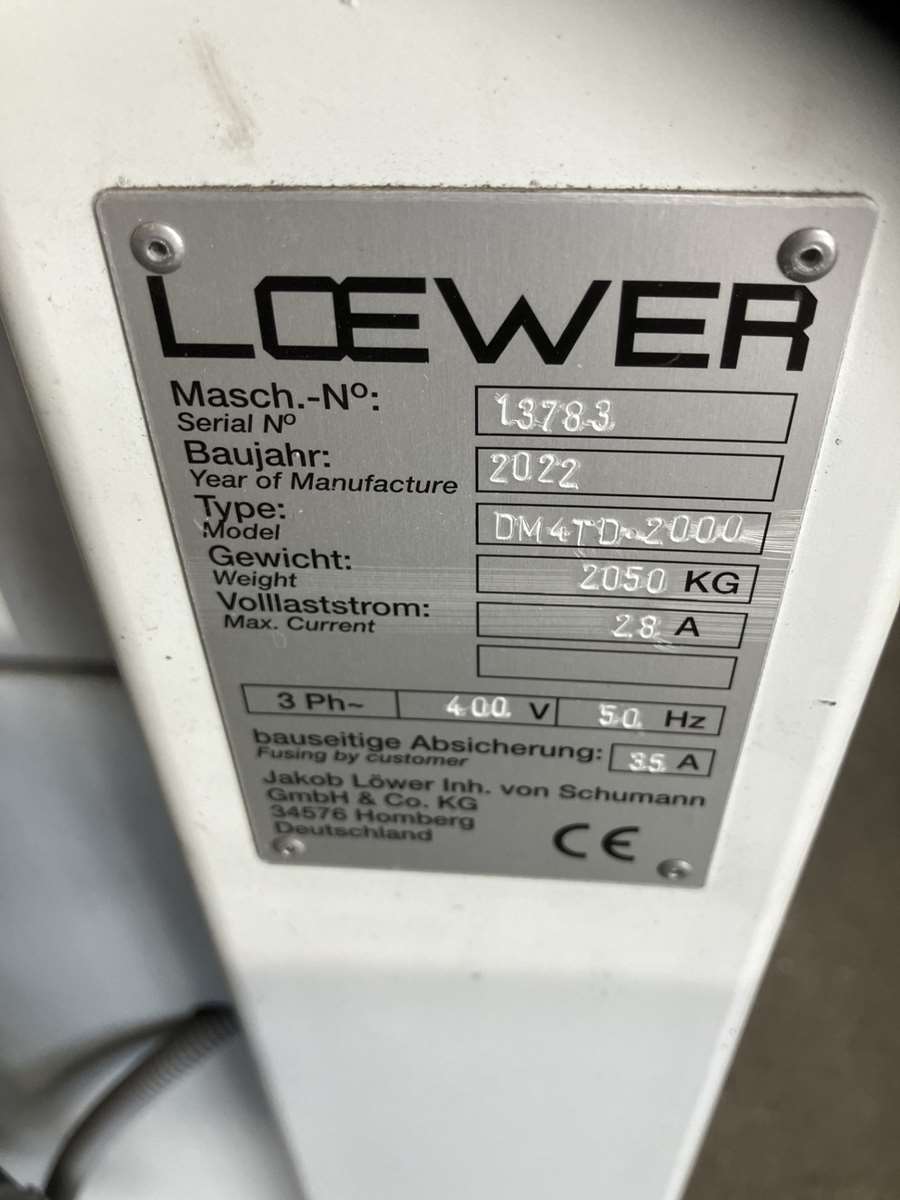 LŒWER
Masch.-Nº: 13783
Serial Nº
Baujahr: 2022
Year of Manufacture
Type: DM4TD.2000
Model
Gewicht: 2050 KG
Weight
Volllaststrom: 28 A
Max. Current
3 Ph~ 400 V 50 Hz
bauseitige Absicherung: 35 A
Fusing by customer
Jakob Löwer Inh. von Schumann
GmbH & Co. KG
34576 Homberg
Deutschland
CE